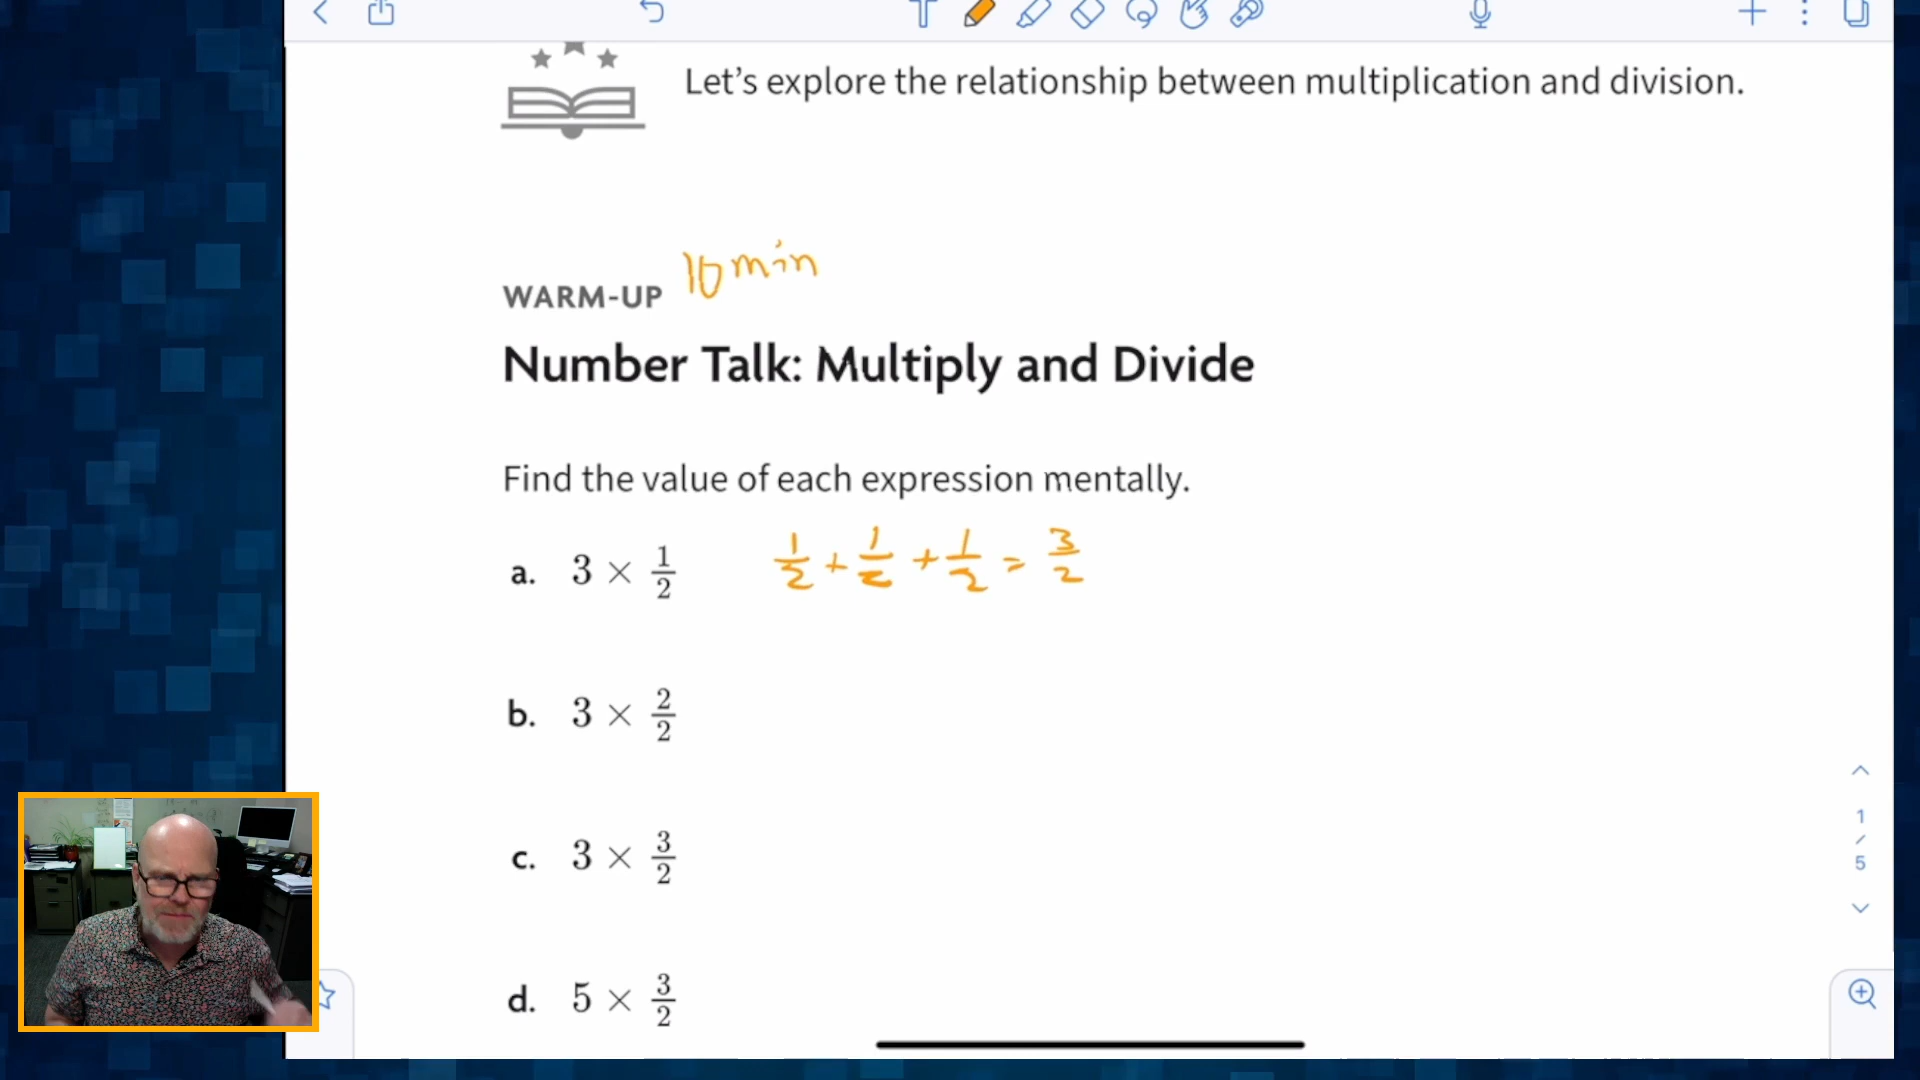 Let's explore the relationship between multiplication and division.
WARM-UP 10 min
Number Talk: Multiply and Divide
Find the value of each expression mentally.
a. 3 × 1/2 1/2 + 1/2 + 1/2 = 3/2
b. 3 × 2/2
c. 3 × 3/2
d. 5 × 3/2
1 / 5